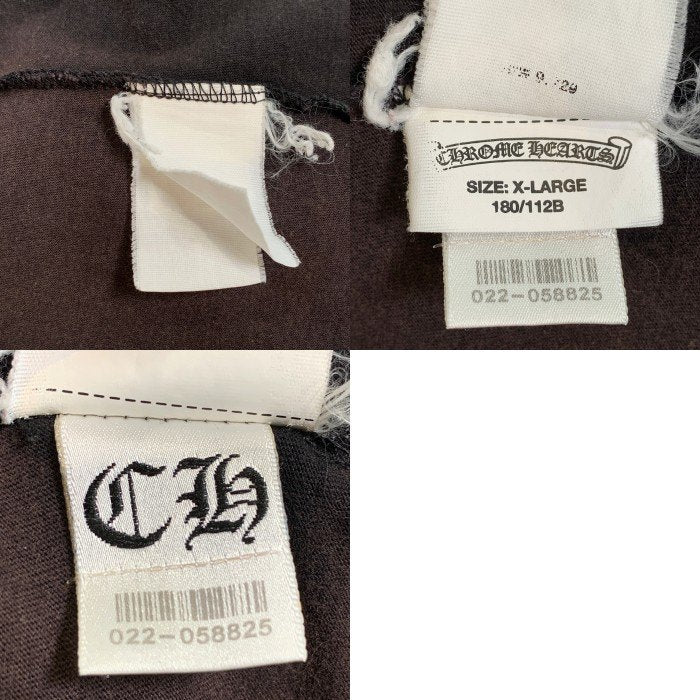 CHROME HEARTS
SIZE: X-LARGE
180/112B
022-058825
CH
022-058825